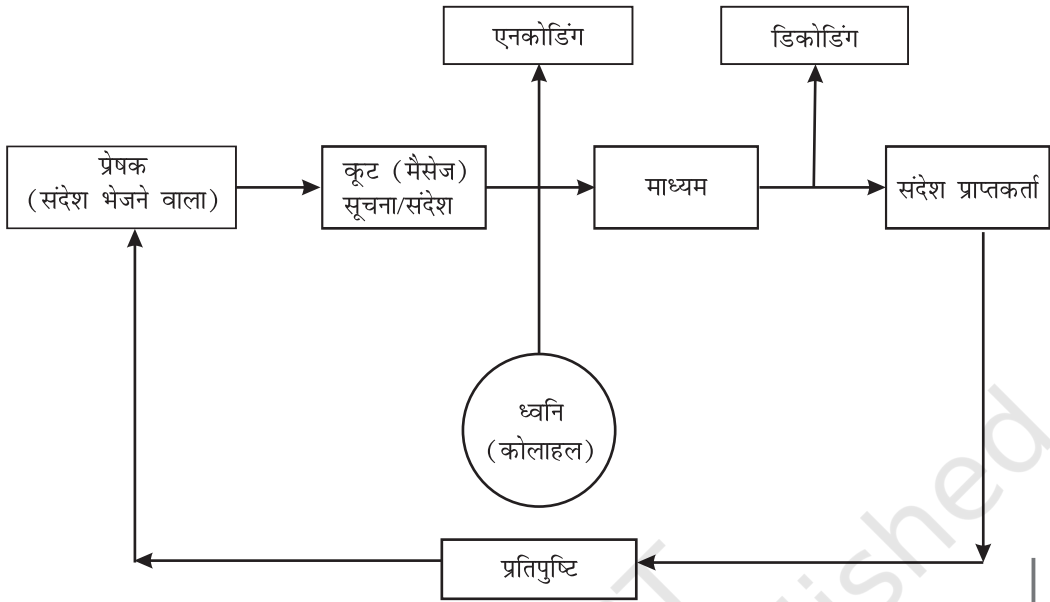 एनकोडिंग
डिकोडिंग
प्रेषक
(संदेश भेजने वाला)
कूट (मैसेज)
सूचना/संदेश
माध्यम
संदेश प्राप्तकर्ता
ध्वनि
(कोलाहल)
प्रतिपुष्टि